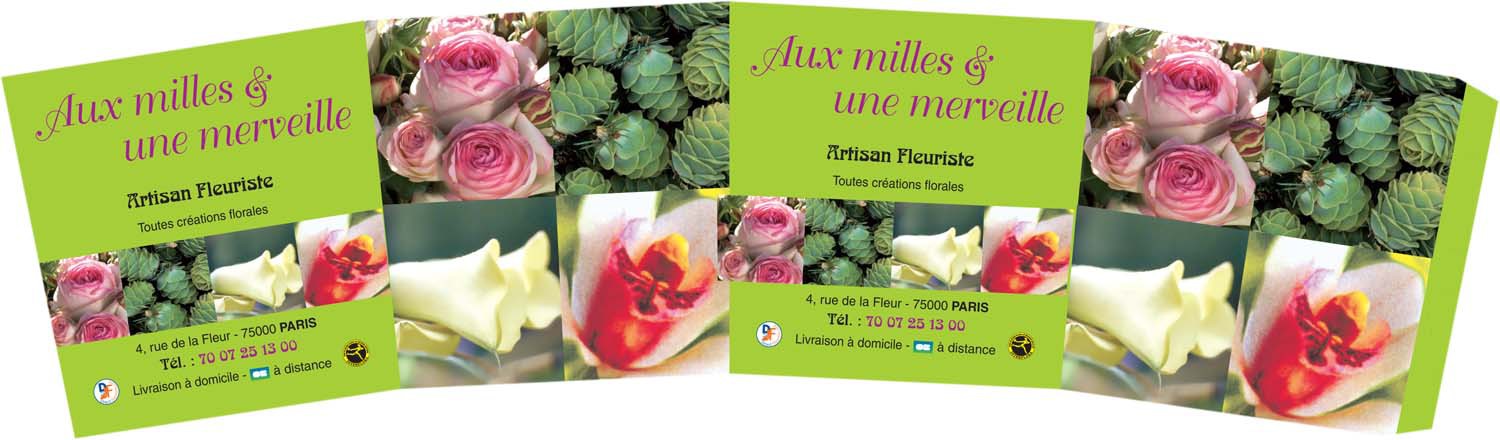 Aux milles &
une merveille
Artisan Fleuriste
Toutes créations florales
4, rue de la Fleur - 75000 PARIS
Tél. : 70 07 25 13 00
Livraison à domicile - à distance
Aux milles &
une merveille
Artisan Fleuriste
Toutes créations florales
4, rue de la Fleur - 75000 PARIS
Tél. : 70 07 25 13 00
Livraison à domicile - à distance